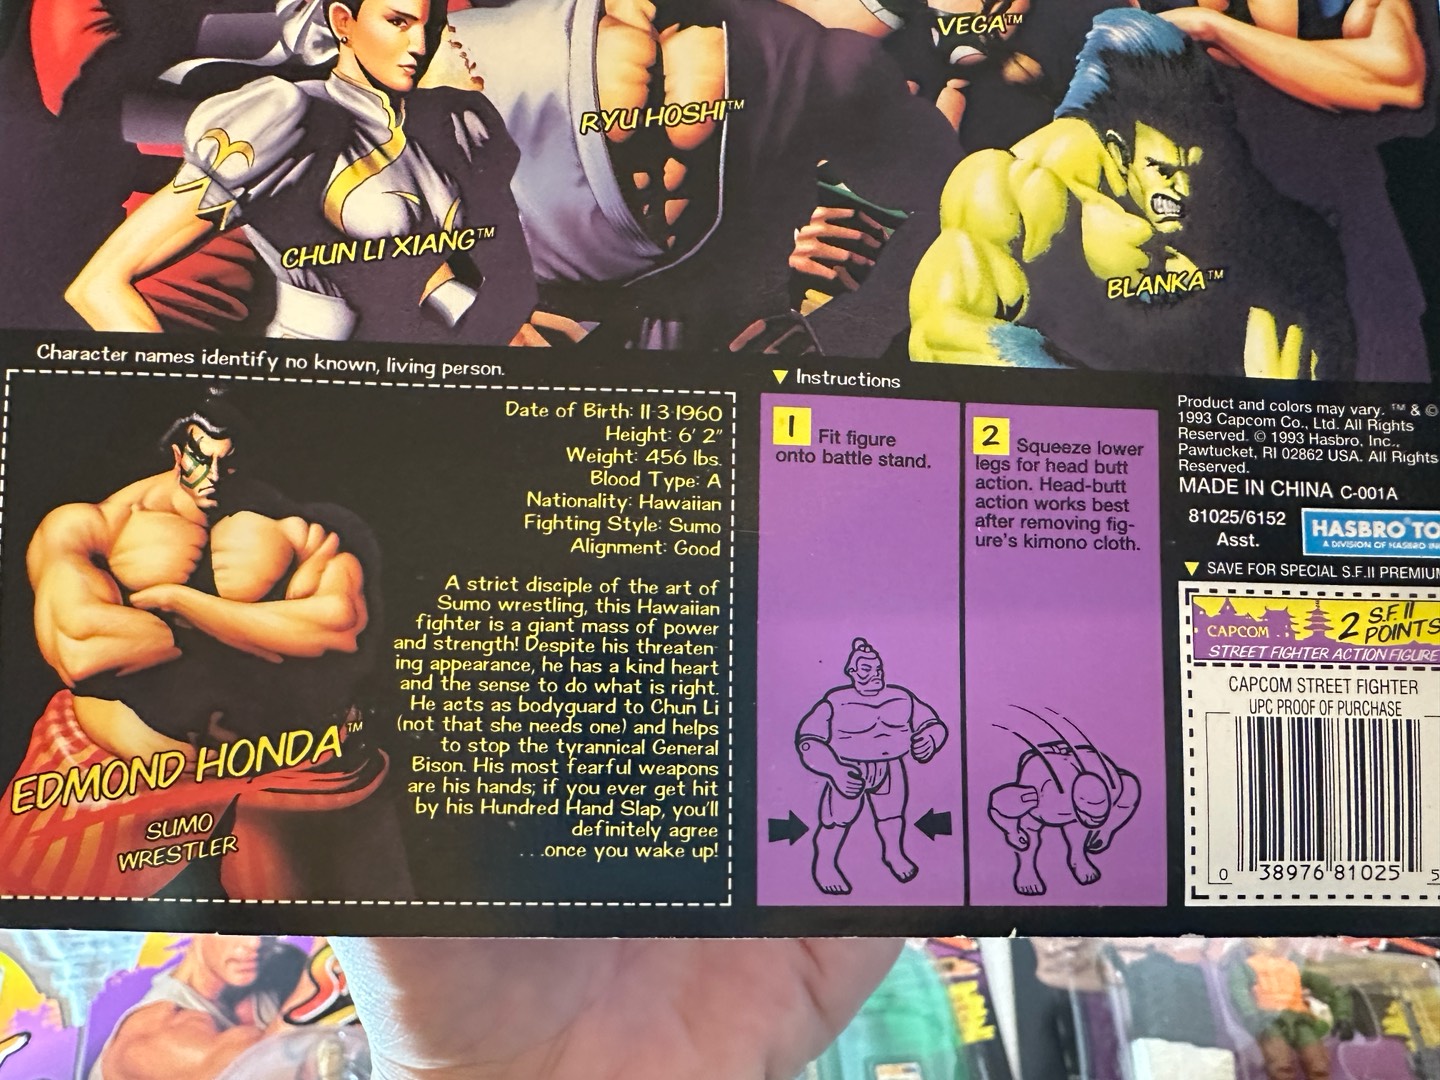 VEGA™
RYU HOSHI™
CHUN LI XIANG™
BLANKA™
Character names identify no known, living person.
Date of Birth: 11-3-1960
Height: 6' 2"
Weight: 456 lbs.
Blood Type: A
Nationality: Hawaiian
Fighting Style: Sumo
Alignment: Good
A strict disciple of the art of
Sumo wrestling, this Hawaiian
fighter is a giant mass of power
and strength! Despite his threaten-
ing appearance, he has a kind heart
and the sense to do what is right.
He acts as bodyguard to Chun Li
(not that she needs one) and helps
to stop the tyrannical General
Bison. His most fearful weapons
are his hands; if you ever get hit
by his Hundred Hand Slap, you'll
definitely agree
...once you wake up!
EDMOND HONDA™
SUMO
WRESTLER
▼ Instructions
1 Fit figure
onto battle stand.
2 Squeeze lower
legs for head butt
action. Head-butt
action works best
after removing fig-
ure's kimono cloth.
Product and colors may vary. ™ & ©
1993 Capcom Co., Ltd. All Rights
Reserved. © 1993 Hasbro, Inc.,
Pawtucket, RI 02862 USA. All Rights
Reserved.
MADE IN CHINA C-001A
81025/6152
Asst.
HASBRO TO
A DIVISION OF HASBRO IN
▼ SAVE FOR SPECIAL S.F.II PREMIUM
CAPCOM
2 S.F. II
POINTS
STREET FIGHTER ACTION FIGURE
CAPCOM STREET FIGHTER
UPC PROOF OF PURCHASE
0 38976 81025 5